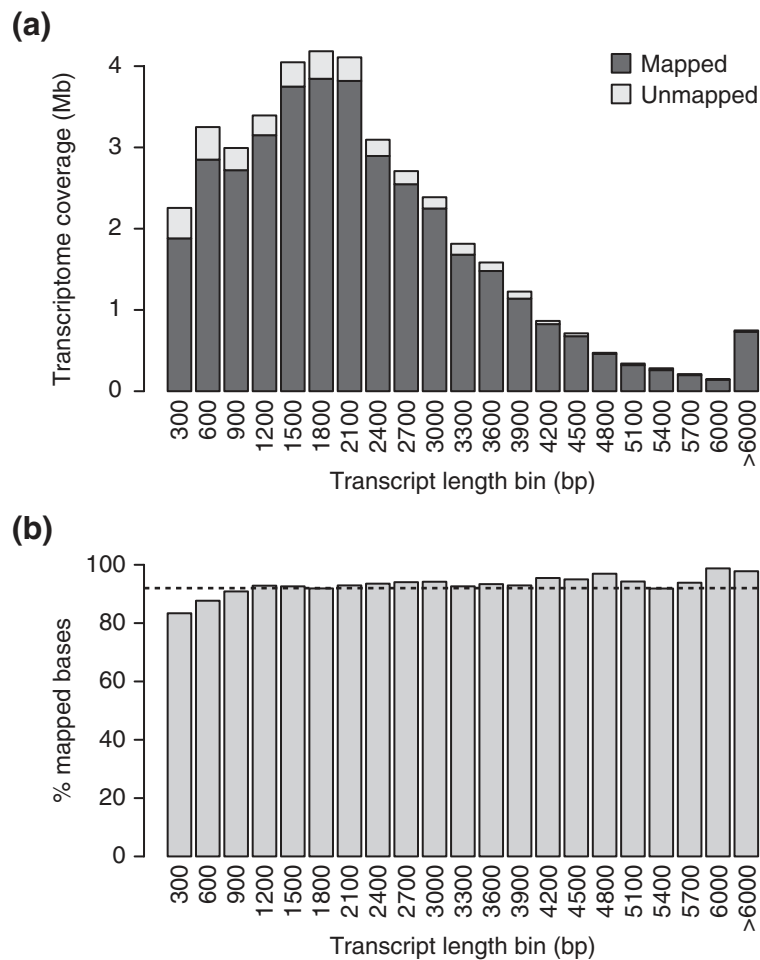 (a)
Transcriptome coverage (Mb)
4
3
2
1
0
Mapped
Unmapped
300 600 900 1200 1500 1800 2100 2400 2700 3000 3300 3600 3900 4200 4500 4800 5100 5400 5700 6000 >6000
Transcript length bin (bp)
(b)
% mapped bases
100
80
60
40
20
0
300 600 900 1200 1500 1800 2100 2400 2700 3000 3300 3600 3900 4200 4500 4800 5100 5400 5700 6000 >6000
Transcript length bin (bp)